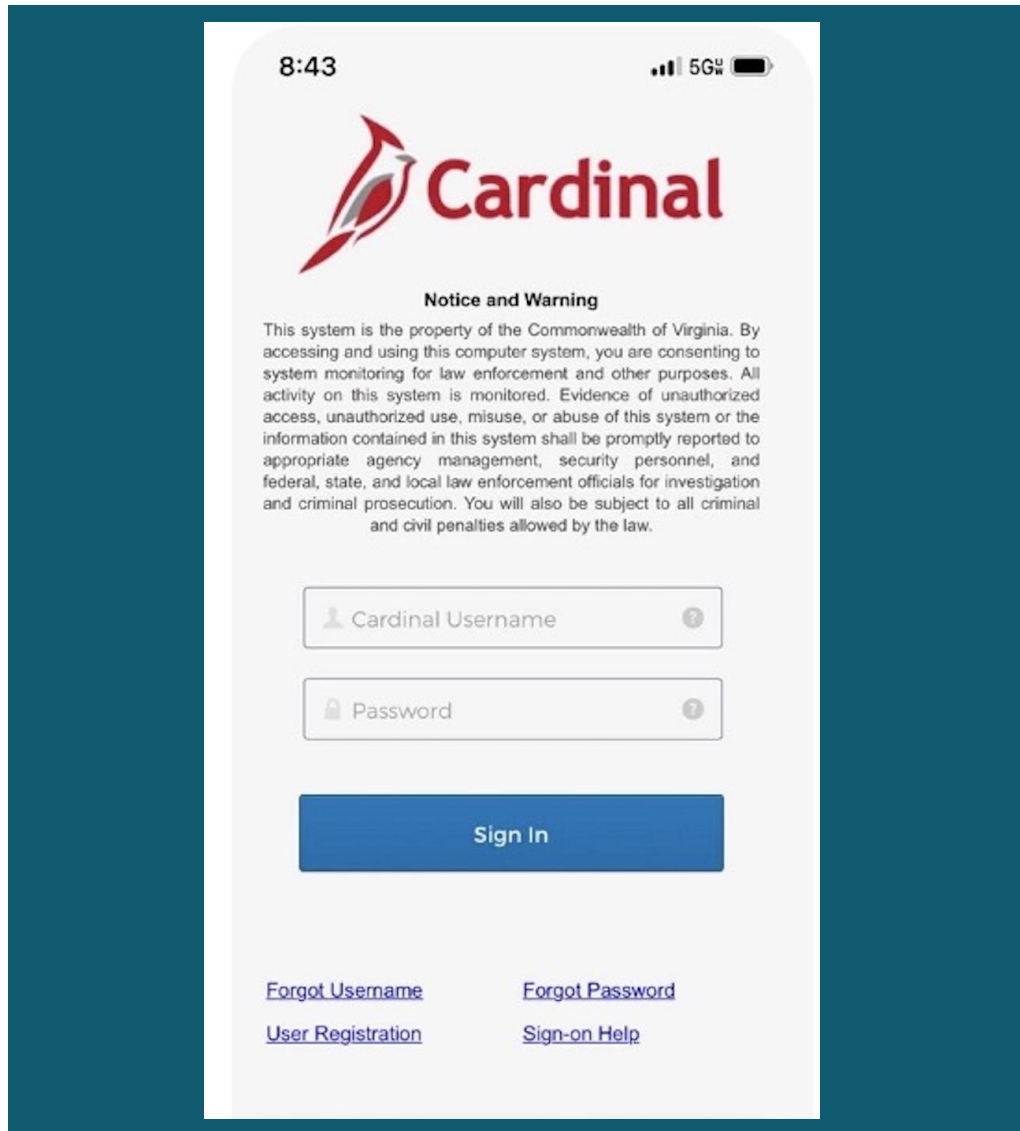 8:43 5G UW
Cardinal
Notice and Warning
This system is the property of the Commonwealth of Virginia. By
accessing and using this computer system, you are consenting to
system monitoring for law enforcement and other purposes. All
activity on this system is monitored. Evidence of unauthorized
access, unauthorized use, misuse, or abuse of this system or the
information contained in this system shall be promptly reported to
appropriate agency management, security personnel, and
federal, state, and local law enforcement officials for investigation
and criminal prosecution. You will also be subject to all criminal
and civil penalties allowed by the law.
Cardinal Username ?
Password ?
Sign In
Forgot Username Forgot Password
User Registration Sign-on Help